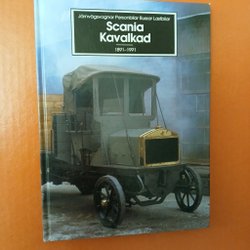 Järnvägsvagnar Personbilar Bussar Lastbilar
Scania
Kavalkad
1891-1991